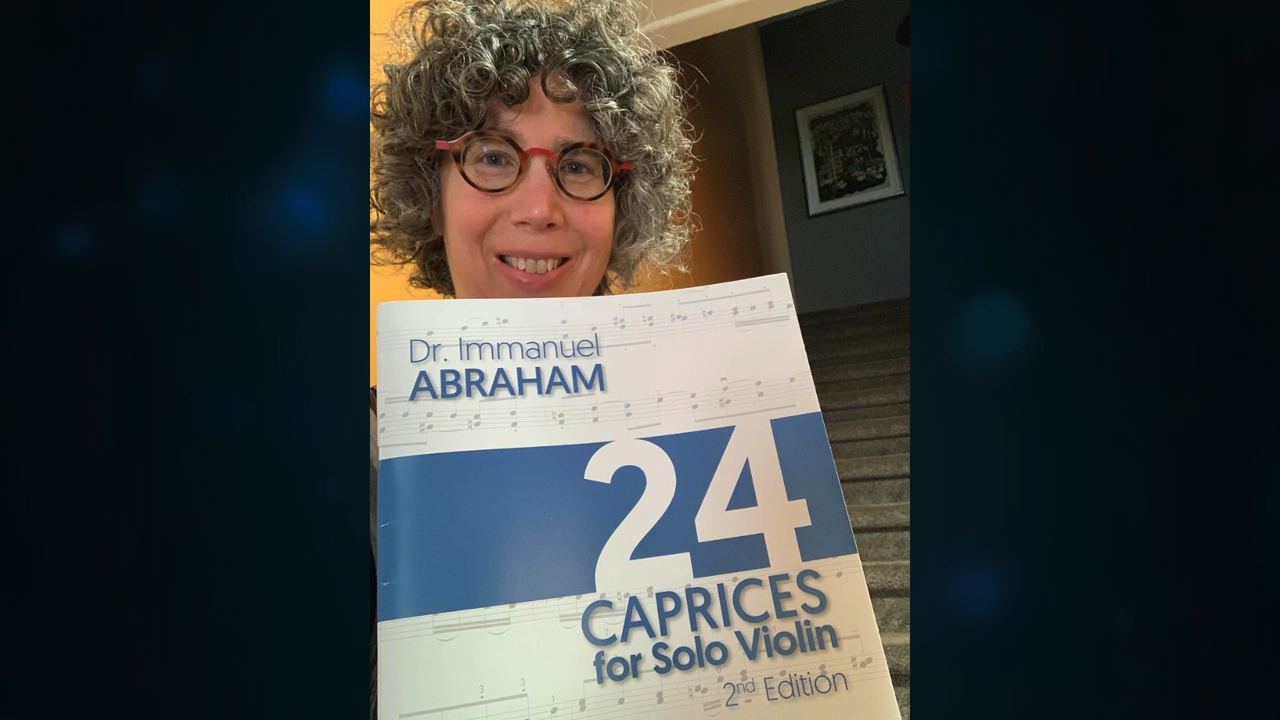 Dr. Immanuel
ABRAHAM
24
CAPRICES
for Solo Violin
2nd Edition